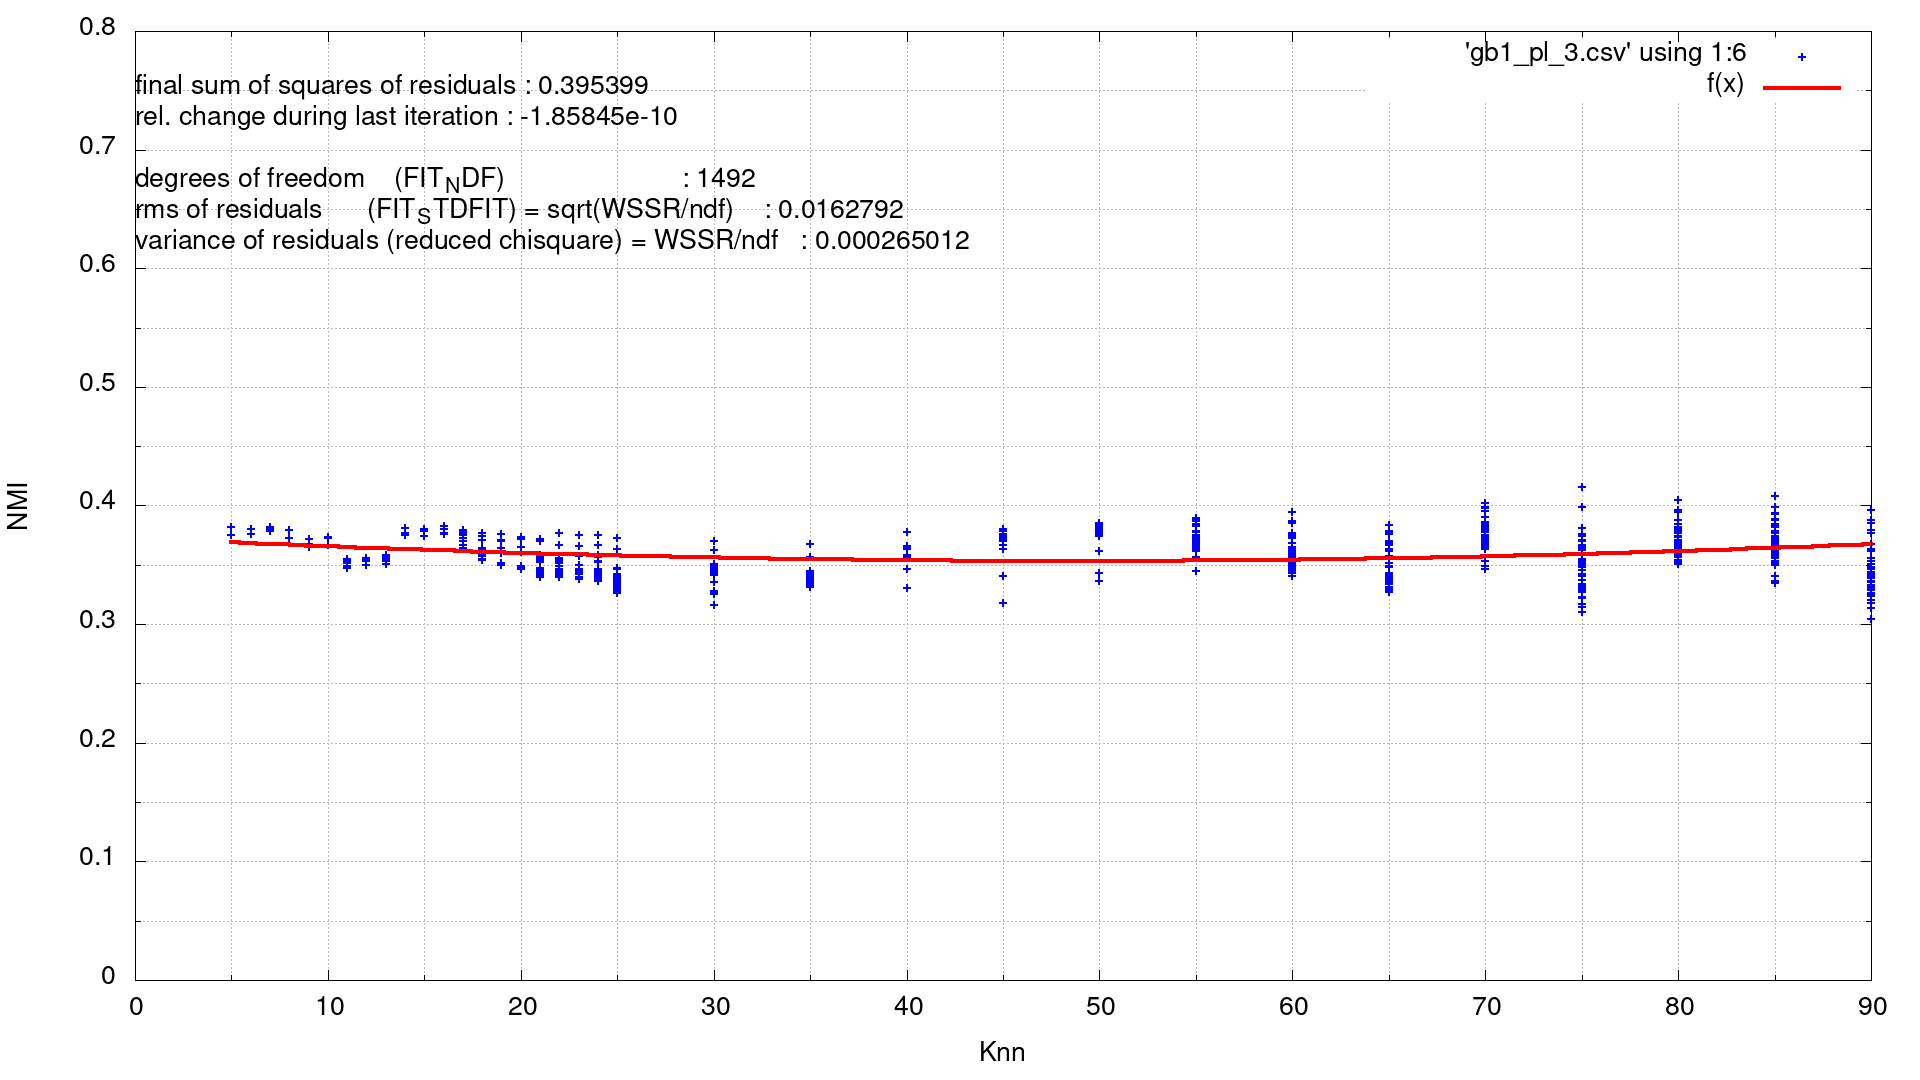 'gb1_pl_3.csv' using 1:6
f(x)
final sum of squares of residuals : 0.395399
rel. change during last iteration : -1.85845e-10
degrees of freedom (FIT_NDF) : 1492
rms of residuals (FIT_STDFIT) = sqrt(WSSR/ndf) : 0.0162792
variance of residuals (reduced chisquare) = WSSR/ndf : 0.000265012
0.8
0.7
0.6
0.5
0.4
0.3
0.2
0.1
0
NMI
0 10 20 30 40 50 60 70 80 90
Knn